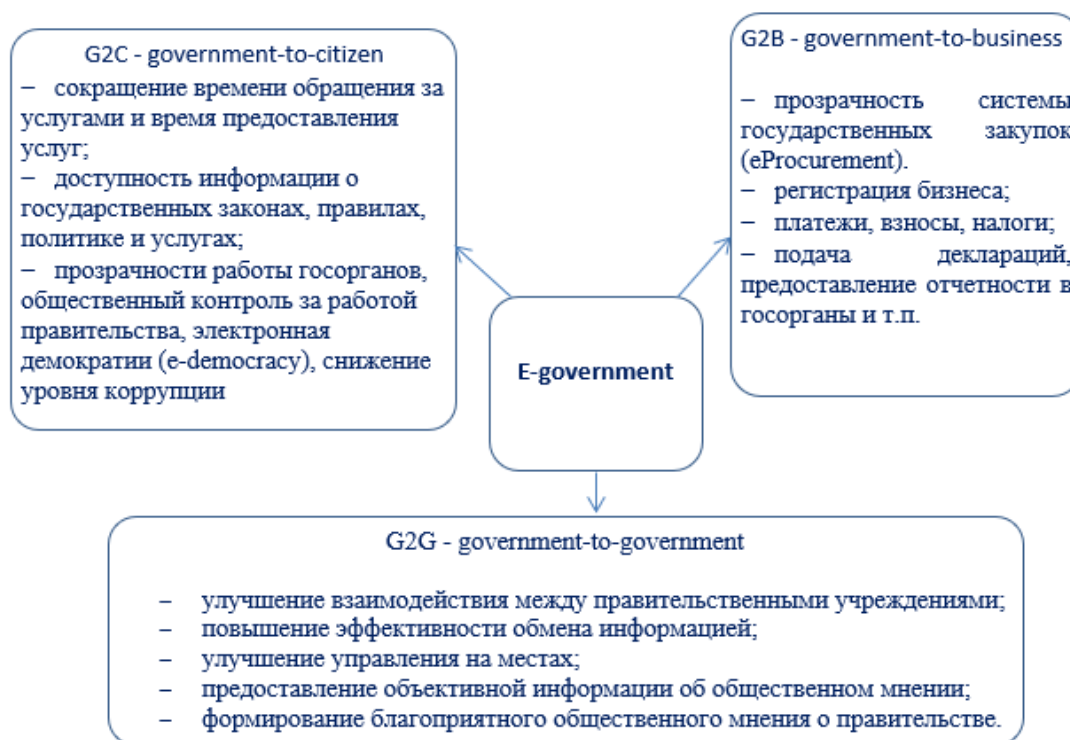 G2C - government-to-citizen
– сокращение времени обращения за
услугами и время предоставления
услуг;
– доступность информации о
государственных законах, правилах,
политике и услугах;
– прозрачности работы госорганов,
общественный контроль за работой
правительства, электронная
демократии (e-democracy), снижение
уровня коррупции
G2B - government-to-business
– прозрачность системы
государственных закупок
(eProcurement).
– регистрация бизнеса;
– платежи, взносы, налоги;
– подача деклараций,
предоставление отчетности в
госорганы и т.п.
E-government
G2G - government-to-government
– улучшение взаимодействия между правительственными учреждениями;
– повышение эффективности обмена информацией;
– улучшение управления на местах;
– предоставление объективной информации об общественном мнении;
– формирование благоприятного общественного мнения о правительстве.